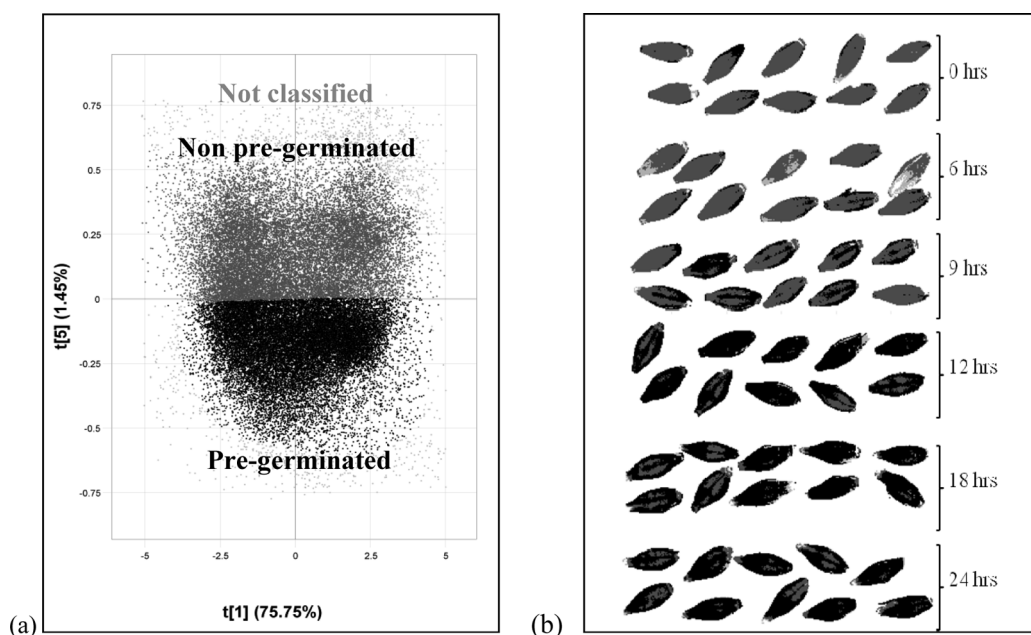 Not classified
Non pre-germinated
Pre-germinated
0.75
0.5
0.25
0
-0.25
-0.5
-0.75
-5
-2.5
0
2.5
5
t[5] (1.45%)
t[1] (75.75%)
(a)
0 hrs
6 hrs
9 hrs
12 hrs
18 hrs
24 hrs
(b)